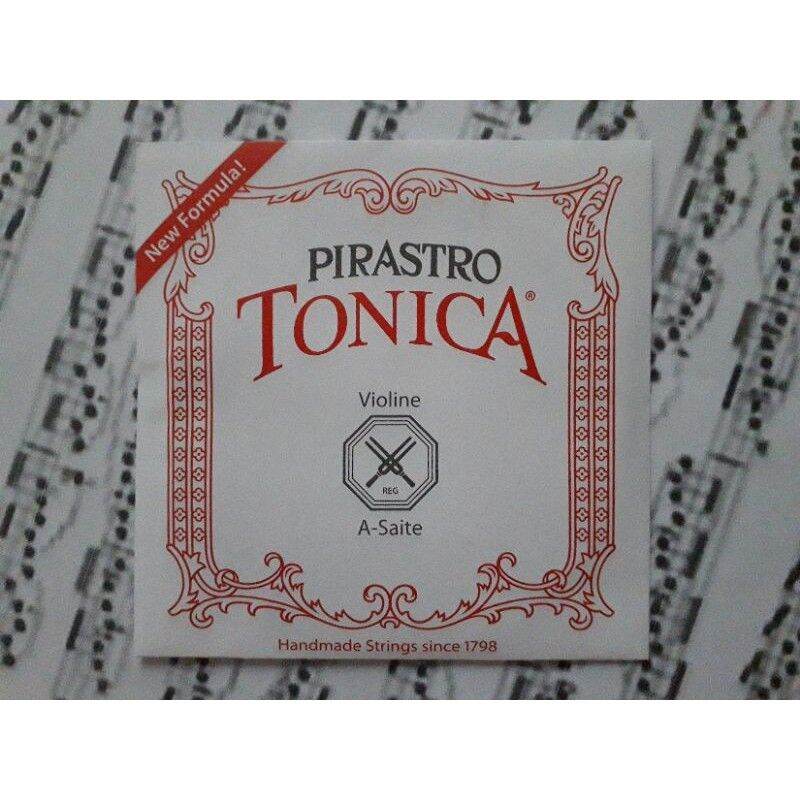 New Formula!
PIRASTRO
TONICA®
Violine
REG
A-Saite
Handmade Strings since 1798